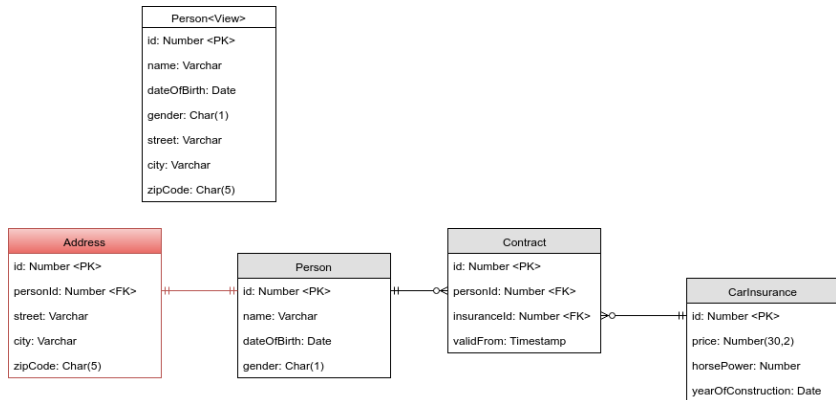 Person<View>
id: Number <PK>
name: Varchar
dateOfBirth: Date
gender: Char(1)
street: Varchar
city: Varchar
zipCode: Char(5)
Address
id: Number <PK>
personId: Number <FK>
street: Varchar
city: Varchar
zipCode: Char(5)
Person
id: Number <PK>
name: Varchar
dateOfBirth: Date
gender: Char(1)
Contract
id: Number <PK>
personId: Number <FK>
insuranceId: Number <FK>
validFrom: Timestamp
CarInsurance
id: Number <PK>
price: Number(30,2)
horsePower: Number
yearOfConstruction: Date